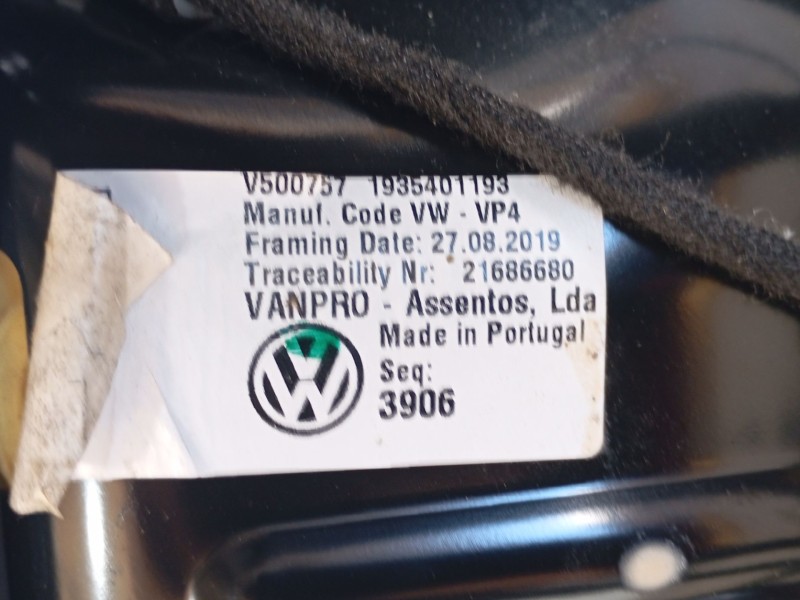 V500757 1935401193
Manuf. Code VW - VP4
Framing Date: 27.08.2019
Traceability Nr: 21686680
VANPRO - Assentos, Lda
Made in Portugal
Seq:
3906